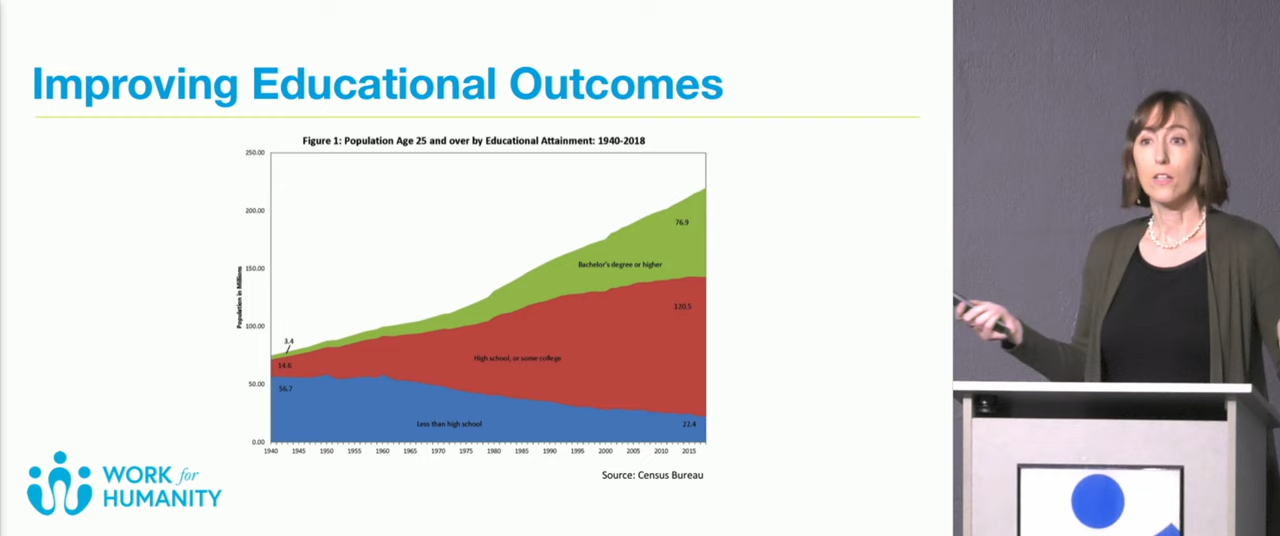 Improving Educational Outcomes
Figure 1: Population Age 25 and over by Educational Attainment: 1940-2018
Population in Millions
250.00
200.00
150.00
100.00
50.00
0.00
76.9
Bachelor's degree or higher
120.5
3.4
High school, or some college
14.6
56.7
Less than high school
22.4
1940 1945 1950 1955 1960 1965 1970 1975 1980 1985 1990 1995 2000 2005 2010 2015
Source: Census Bureau
WORK for
HUMANITY